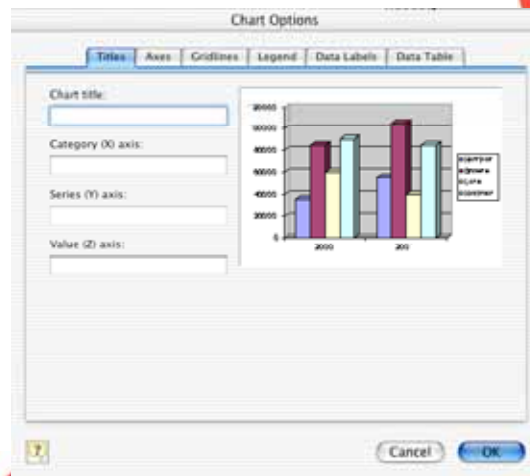 Chart Options
Titles Axes Gridlines Legend Data Labels Data Table
Chart title:
Category (X) axis:
Series (Y) axis:
Value (Z) axis:
80000
60000
40000
20000
0
2000
200
?
Cancel OK